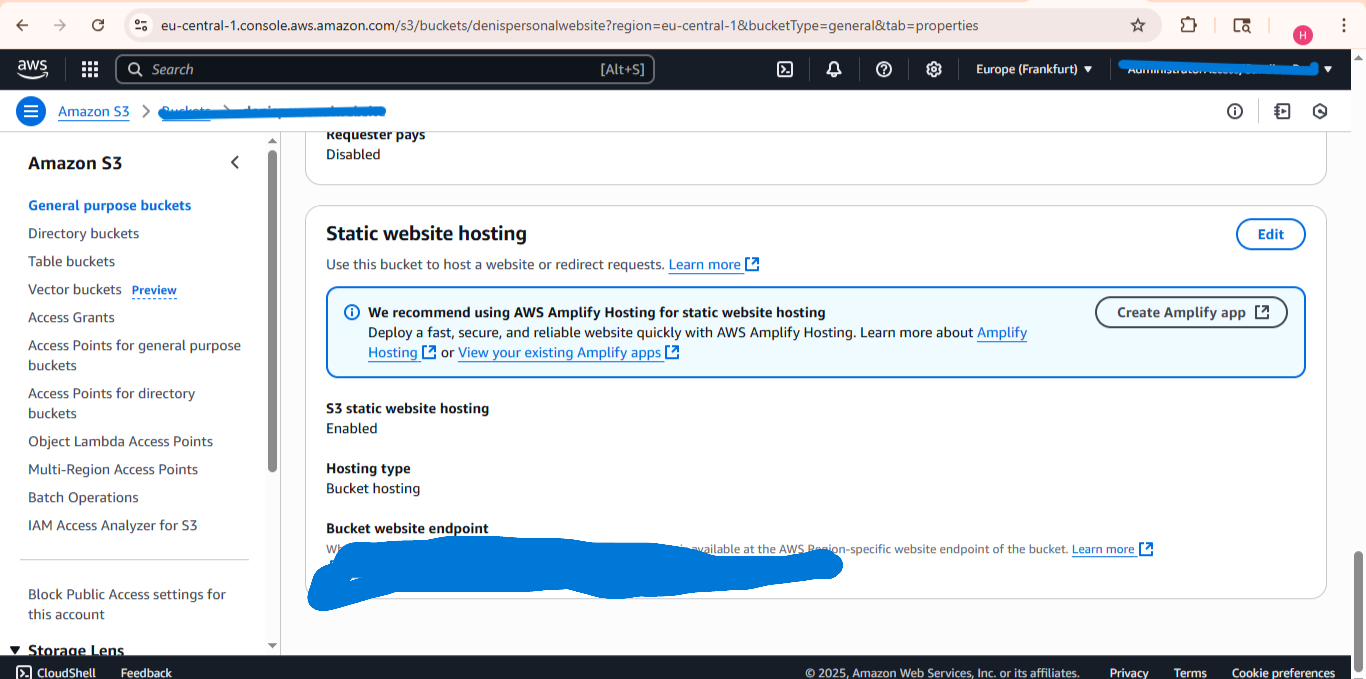 eu-central-1.console.aws.amazon.com/s3/buckets/denispersonalwebsite?region=eu-central-1&bucketType=general&tab=properties
H
aws
Search
[Alt+S]
Europe (Frankfurt)
Amazon S3
Amazon S3
General purpose buckets
Directory buckets
Table buckets
Vector buckets Preview
Access Grants
Access Points for general purpose
buckets
Access Points for directory
buckets
Object Lambda Access Points
Multi-Region Access Points
Batch Operations
IAM Access Analyzer for S3
Block Public Access settings for
this account
Storage Lens
Requester pays
Disabled
Static website hosting
Edit
Use this bucket to host a website or redirect requests. Learn more
We recommend using AWS Amplify Hosting for static website hosting
Deploy a fast, secure, and reliable website quickly with AWS Amplify Hosting. Learn more about Amplify
Hosting or View your existing Amplify apps
Create Amplify app
S3 static website hosting
Enabled
Hosting type
Bucket hosting
Bucket website endpoint
available at the AWS Region-specific website endpoint of the bucket. Learn more
CloudShell
Feedback
© 2025, Amazon Web Services, Inc. or its affiliates.
Privacy
Terms
Cookie preferences